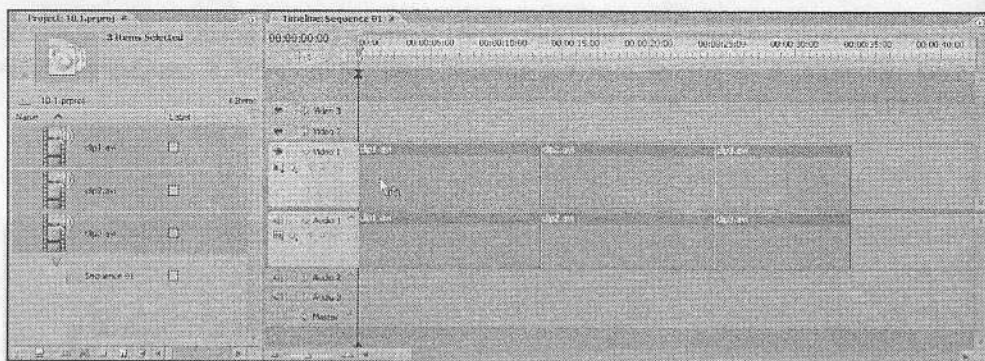 Project: 10.1.prproj ×
3 Items Selected
10.1.prproj
4 Items
Name
Label
clip1.avi
clip2.avi
clip3.avi
Sequence 01
Timeline: Sequence 01 ×
00:00:00:00
00:00
00:00:05:00
00:00:10:00
00:00:15:00
00:00:20:00
00:00:25:00
00:00:30:00
00:00:35:00
00:00:40:00
Video 3
Video 2
Video 1
clip1.avi
clip2.avi
clip3.avi
Audio 1
clip1.avi
clip2.avi
clip3.avi
Audio 2
Audio 3
Master